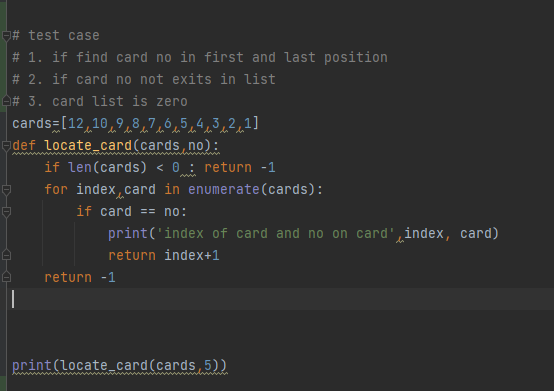 # test case
# 1. if find card no in first and last position
# 2. if card no not exits in list
# 3. card list is zero
cards=[12,10,9,8,7,6,5,4,3,2,1]
def locate_card(cards,no):
    if len(cards) < 0 : return -1
    for index,card in enumerate(cards):
        if card == no:
            print('index of card and no on card',index, card)
            return index+1
    return -1
print(locate_card(cards,5))